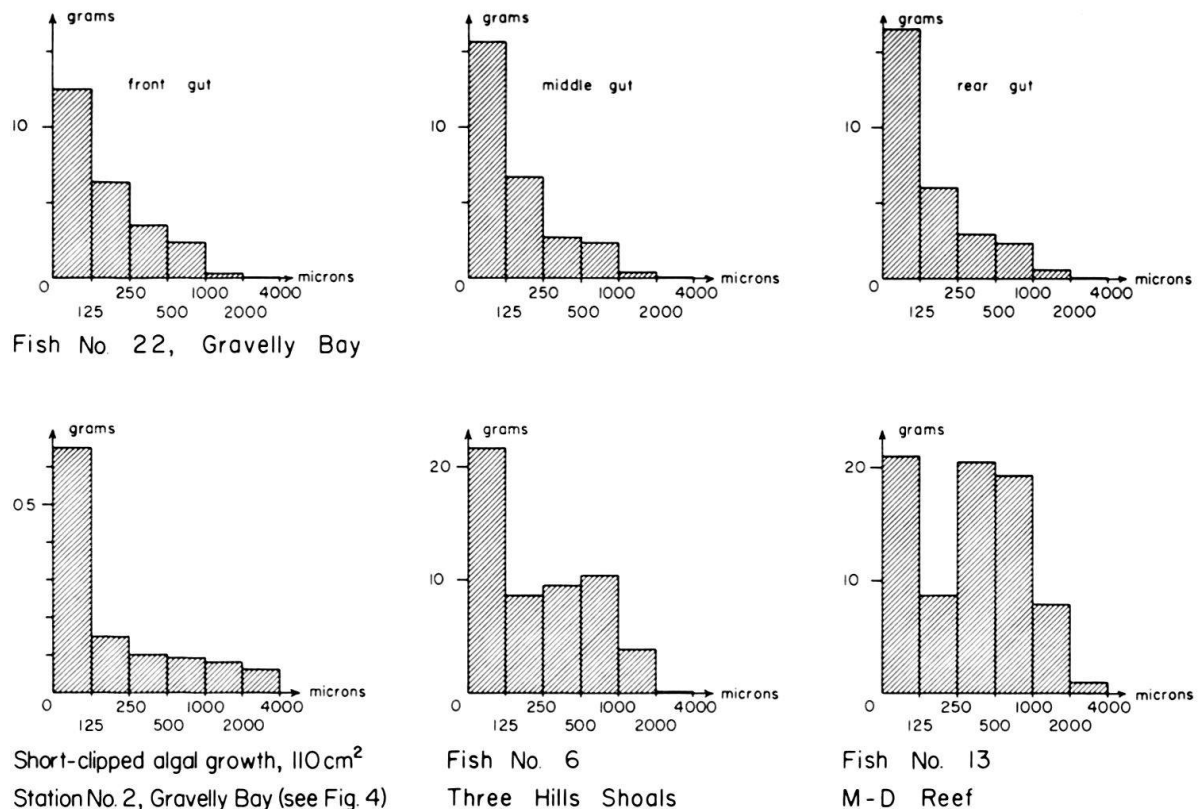 grams
front gut
10
microns
0 250 1000 4000
125 500 2000
grams
middle gut
10
microns
0 250 1000 4000
125 500 2000
grams
rear gut
10
microns
0 250 1000 4000
125 500 2000
Fish No. 22, Gravelly Bay
grams
0.5
microns
0 250 1000 4000
125 500 2000
Short-clipped algal growth, 110cm²
Station No. 2, Gravelly Bay (see Fig. 4)
grams
20
10
microns
0 250 1000 4000
125 500 2000
Fish No. 6
Three Hills Shoals
grams
20
10
microns
0 250 1000 4000
125 500 2000
Fish No. 13
M-D Reef